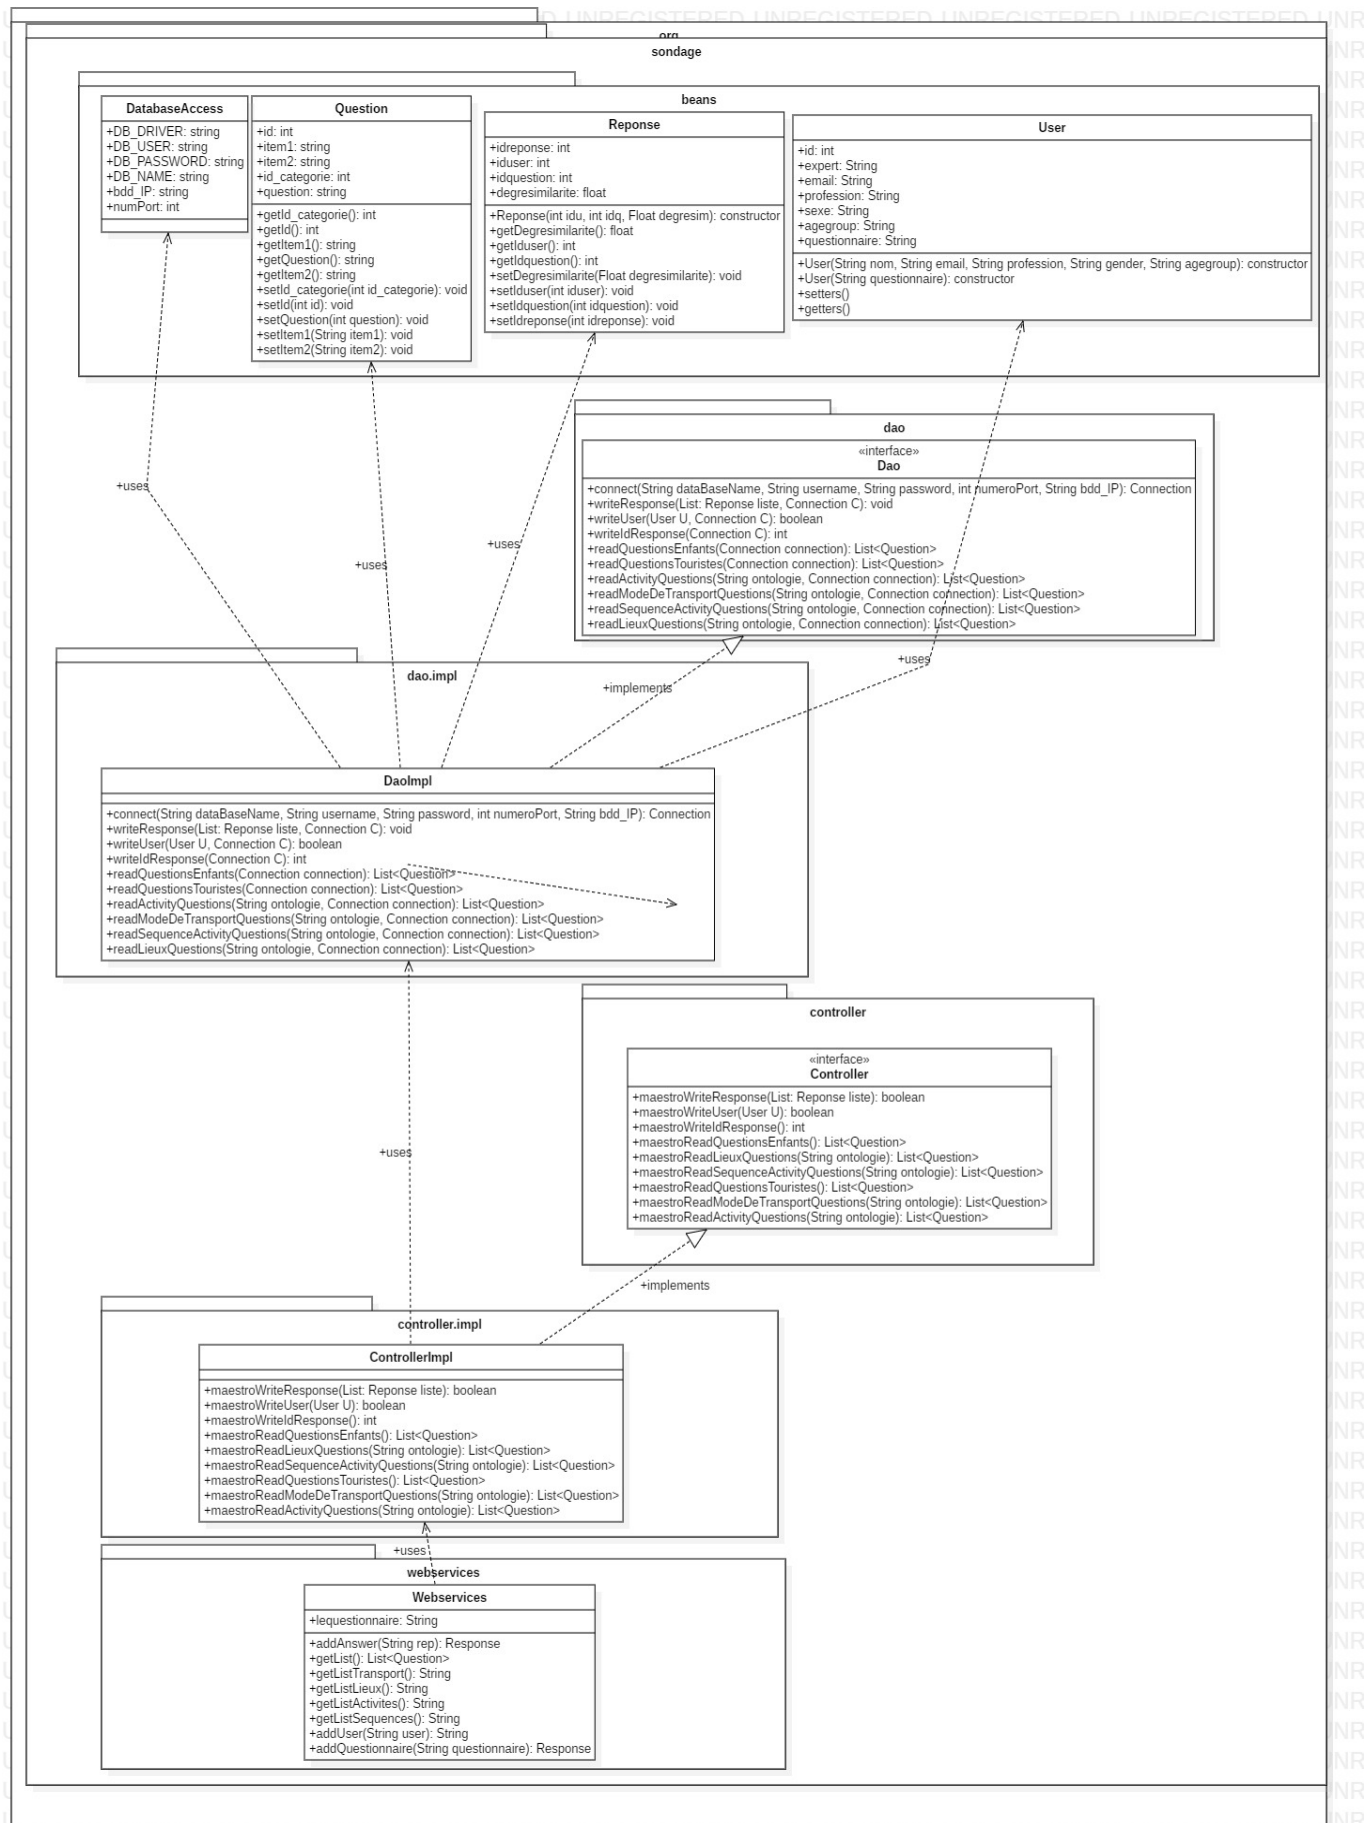 UNREGISTERED UNREGISTERED UNREGISTERED UNREGISTERED
org
sondage
beans
DatabaseAccess
+DB_DRIVER: string
+DB_USER: string
+DB_PASSWORD: string
+DB_NAME: string
+bdd_IP: string
+numPort: int
Question
+id: int
+item1: string
+item2: string
+id_categorie: int
+question: string
+getId_categorie(): int
+getId(): int
+getItem1(): string
+getQuestion(): string
+getItem2(): string
+setId_categorie(int id_categorie): void
+setId(int id): void
+setQuestion(int question): void
+setItem1(String item1): void
+setItem2(String item2): void
Reponse
+idreponse: int
+iduser: int
+idquestion: int
+degresimilarite: float
+Reponse(int idu, int idq, Float degresim): constructor
+getDegresimilarite(): float
+getIduser(): int
+getIdquestion(): int
+setDegresimilarite(Float degresimilarite): void
+setIduser(int iduser): void
+setIdquestion(int idquestion): void
+setIdreponse(int idreponse): void
User
+id: int
+expert: String
+email: String
+profession: String
+sexe: String
+agegroup: String
+questionnaire: String
+User(String nom, String email, String profession, String gender, String agegroup): constructor
+User(String questionnaire): constructor
+setters()
+getters()
dao
«interface»
Dao
+connect(String dataBaseName, String username, String password, int numeroPort, String bdd_IP): Connection
+writeResponse(List: Reponse liste, Connection C): void
+writeUser(User U, Connection C): boolean
+writeIdResponse(Connection C): int
+readQuestionsEnfants(Connection connection): List<Question>
+readQuestionsTouristes(Connection connection): List<Question>
+readActivityQuestions(String ontologie, Connection connection): List<Question>
+readModeDeTransportQuestions(String ontologie, Connection connection): List<Question>
+readSequenceActivityQuestions(String ontologie, Connection connection): List<Question>
+readLieuxQuestions(String ontologie, Connection connection): List<Question>
+uses
+uses
+uses
+uses
+implements
dao.impl
DaoImpl
+connect(String dataBaseName, String username, String password, int numeroPort, String bdd_IP): Connection
+writeResponse(List: Reponse liste, Connection C): void
+writeUser(User U, Connection C): boolean
+writeIdResponse(Connection C): int
+readQuestionsEnfants(Connection connection): List<Question>
+readQuestionsTouristes(Connection connection): List<Question>
+readActivityQuestions(String ontologie, Connection connection): List<Question>
+readModeDeTransportQuestions(String ontologie, Connection connection): List<Question>
+readSequenceActivityQuestions(String ontologie, Connection connection): List<Question>
+readLieuxQuestions(String ontologie, Connection connection): List<Question>
controller
«interface»
Controller
+maestroWriteResponse(List: Reponse liste): boolean
+maestroWriteUser(User U): boolean
+maestroWriteIdResponse(): int
+maestroReadQuestionsEnfants(): List<Question>
+maestroReadLieuxQuestions(String ontologie): List<Question>
+maestroReadSequenceActivityQuestions(String ontologie): List<Question>
+maestroReadQuestionsTouristes(): List<Question>
+maestroReadModeDeTransportQuestions(String ontologie): List<Question>
+maestroReadActivityQuestions(String ontologie): List<Question>
+uses
+implements
controller.impl
ControllerImpl
+maestroWriteResponse(List: Reponse liste): boolean
+maestroWriteUser(User U): boolean
+maestroWriteIdResponse(): int
+maestroReadQuestionsEnfants(): List<Question>
+maestroReadLieuxQuestions(String ontologie): List<Question>
+maestroReadSequenceActivityQuestions(String ontologie): List<Question>
+maestroReadQuestionsTouristes(): List<Question>
+maestroReadModeDeTransportQuestions(String ontologie): List<Question>
+maestroReadActivityQuestions(String ontologie): List<Question>
+uses
webservices
Webservices
+lequestionnaire: String
+addAnswer(String rep): Response
+getList(): List<Question>
+getListTransport(): String
+getListLieux(): String
+getListActivites(): String
+getListSequences(): String
+addUser(String user): String
+addQuestionnaire(String questionnaire): Response